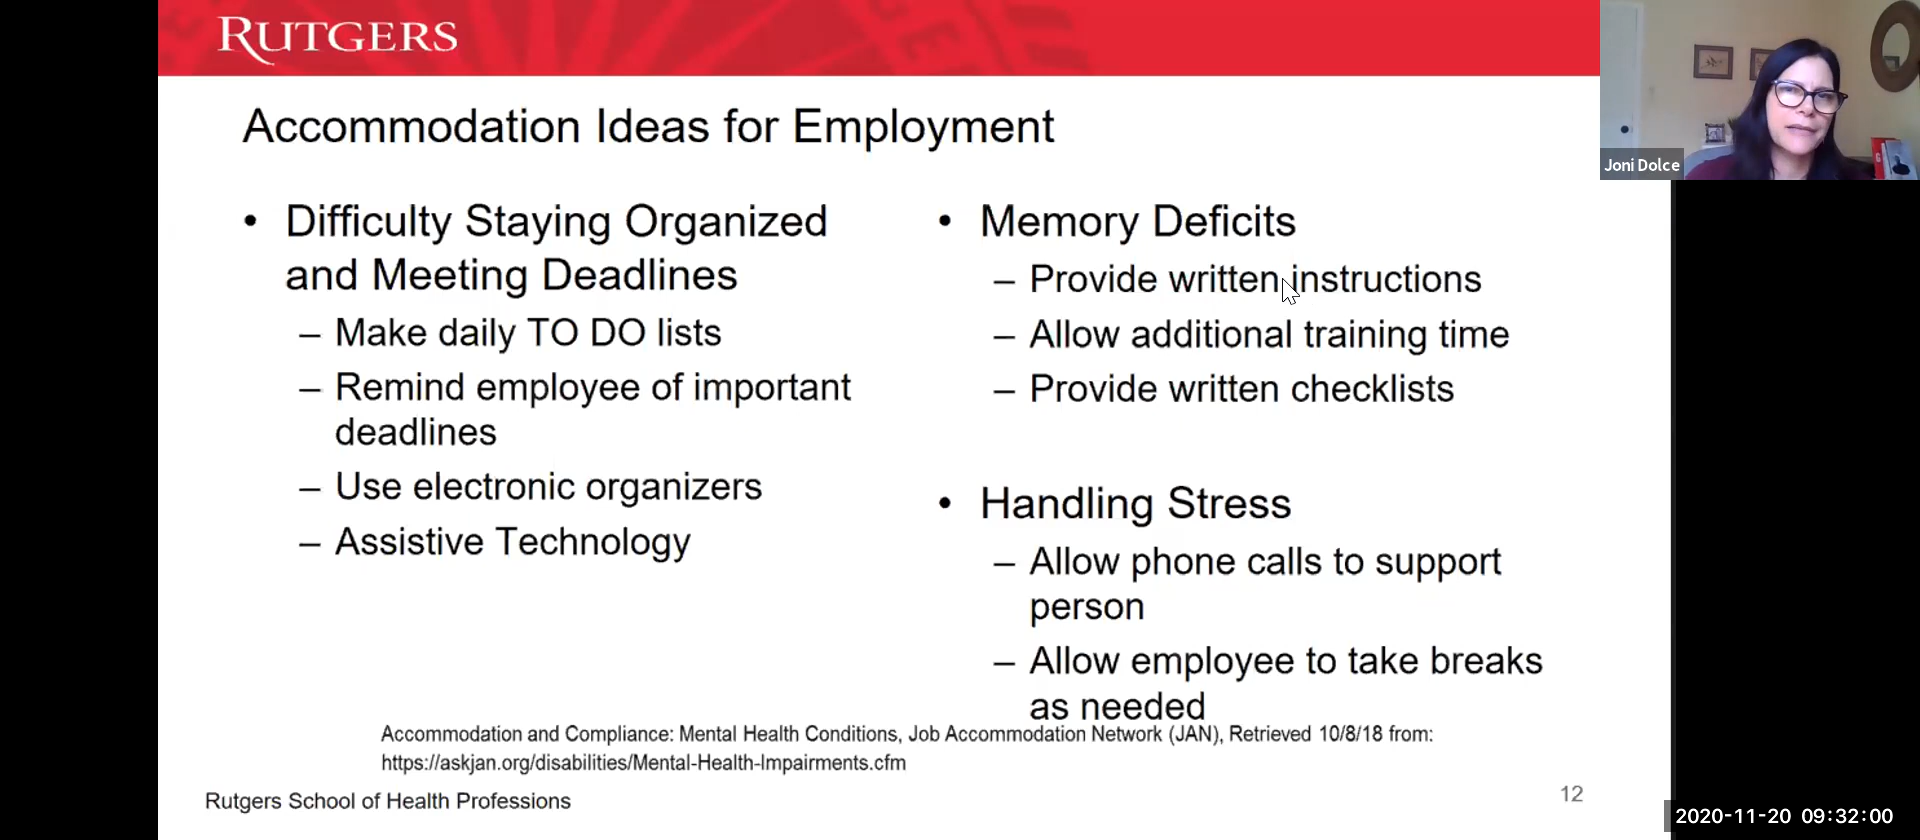 RUTGERS
Accommodation Ideas for Employment
• Difficulty Staying Organized
and Meeting Deadlines
– Make daily TO DO lists
– Remind employee of important
deadlines
– Use electronic organizers
– Assistive Technology
• Memory Deficits
– Provide written instructions
– Allow additional training time
– Provide written checklists
• Handling Stress
– Allow phone calls to support
person
– Allow employee to take breaks
as needed
Accommodation and Compliance: Mental Health Conditions, Job Accommodation Network (JAN), Retrieved 10/8/18 from:
https://askjan.org/disabilities/Mental-Health-Impairments.cfm
Rutgers School of Health Professions
12
Joni Dolce
2020-11-20 09:32:00